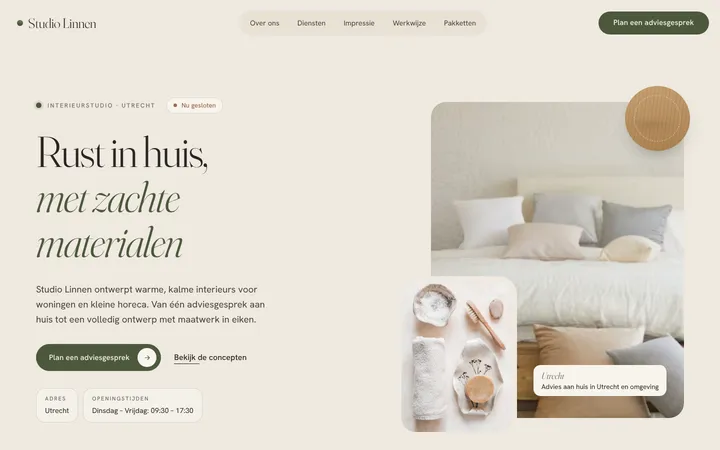 Studio Linnen
Over ons
Diensten
Impressie
Werkwijze
Pakketten
Plan een adviesgesprek
INTERIEURSTUDIO · UTRECHT
Nu gesloten
Rust in huis,
met zachte
materialen
Studio Linnen ontwerpt warme, kalme interieurs voor
woningen en kleine horeca. Van één adviesgesprek aan
huis tot een volledig ontwerp met maatwerk in eiken.
Plan een adviesgesprek →
Bekijk de concepten
ADRES
Utrecht
OPENINGSTIJDEN
Dinsdag – Vrijdag: 09:30 – 17:30
Utrecht
Advies aan huis in Utrecht en omgeving